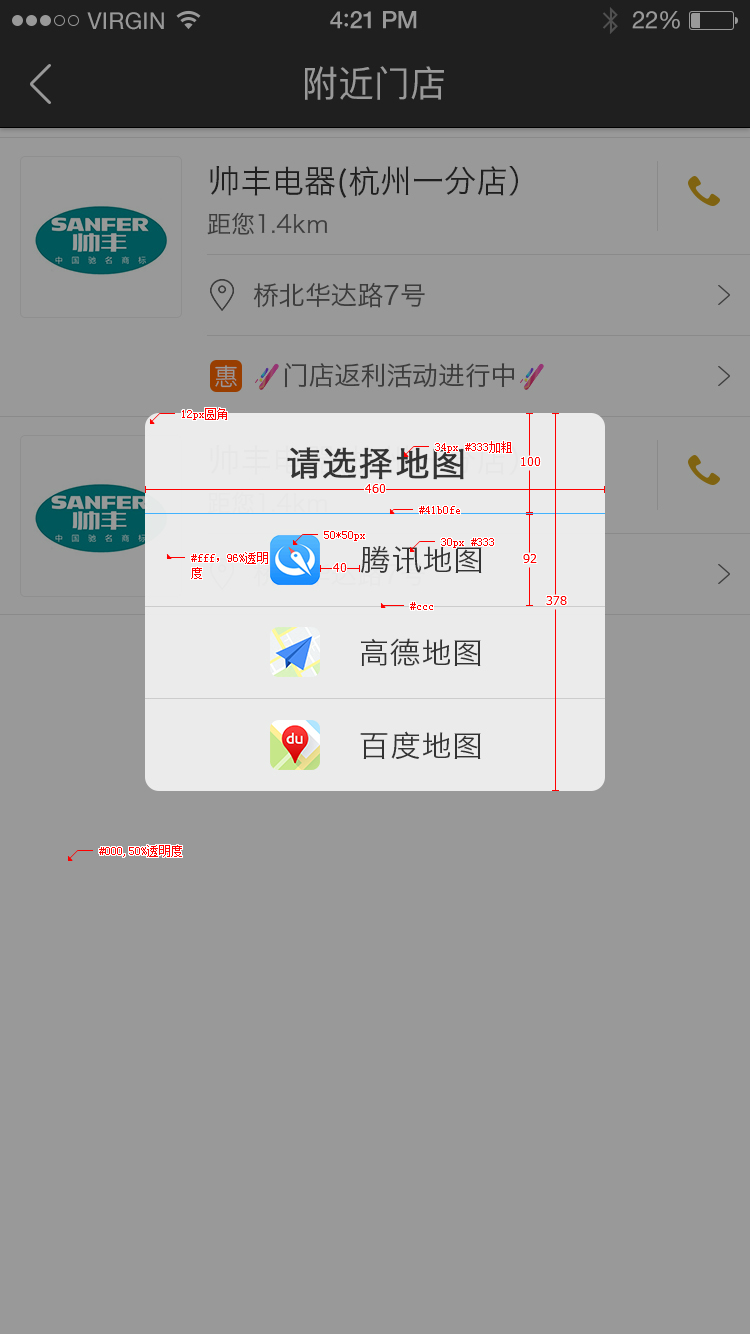 VIRGIN 4:21 PM 22%
附近门店
SANFER
帅丰
中国驰名商标
帅丰电器(杭州一分店）
距您1.4km
桥北华达路7号
惠 门店返利活动进行中
12px圆角
34px #333加粗
请选择地图
100
460
#41b0fe
SANFER
帅丰
中国驰名商标
50*50px
30px #333
#fff，96%透明
度
40
腾讯地图
92
378
#ccc
高德地图
du
百度地图
#000,50%透明度